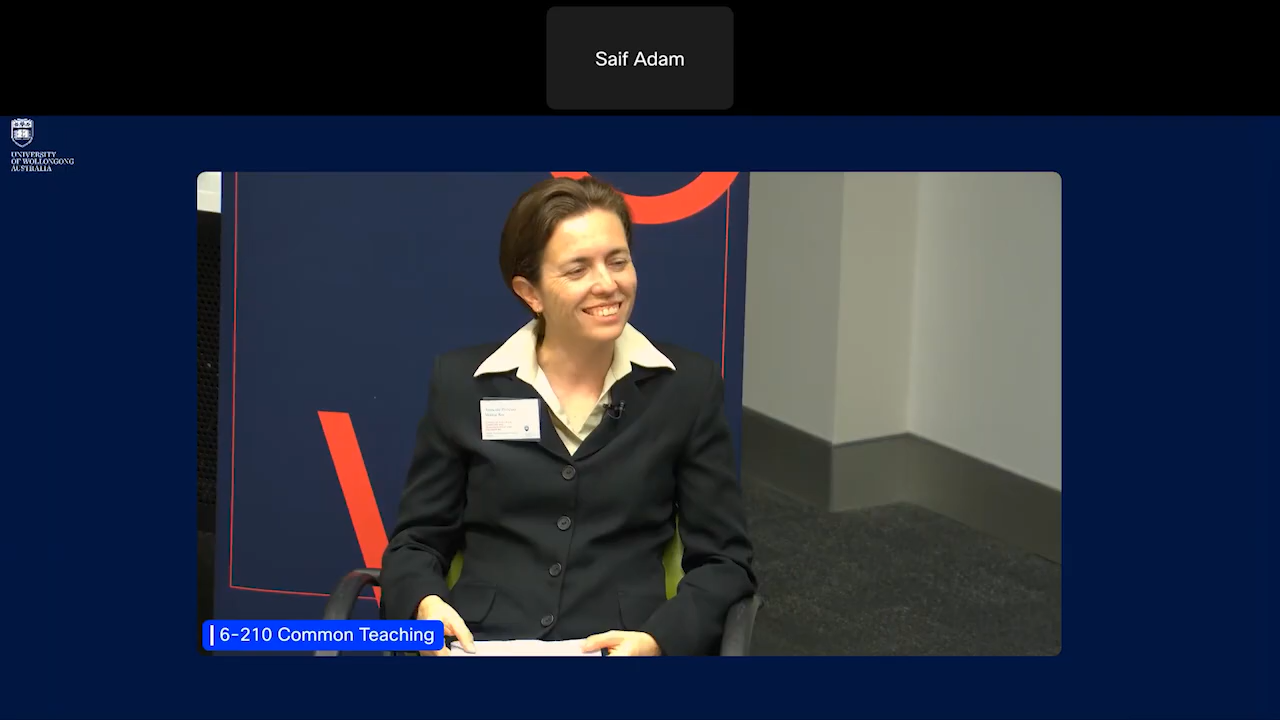 Saif Adam
UNIVERSITY
OF WOLLONGONG
AUSTRALIA
6-210 Common Teaching